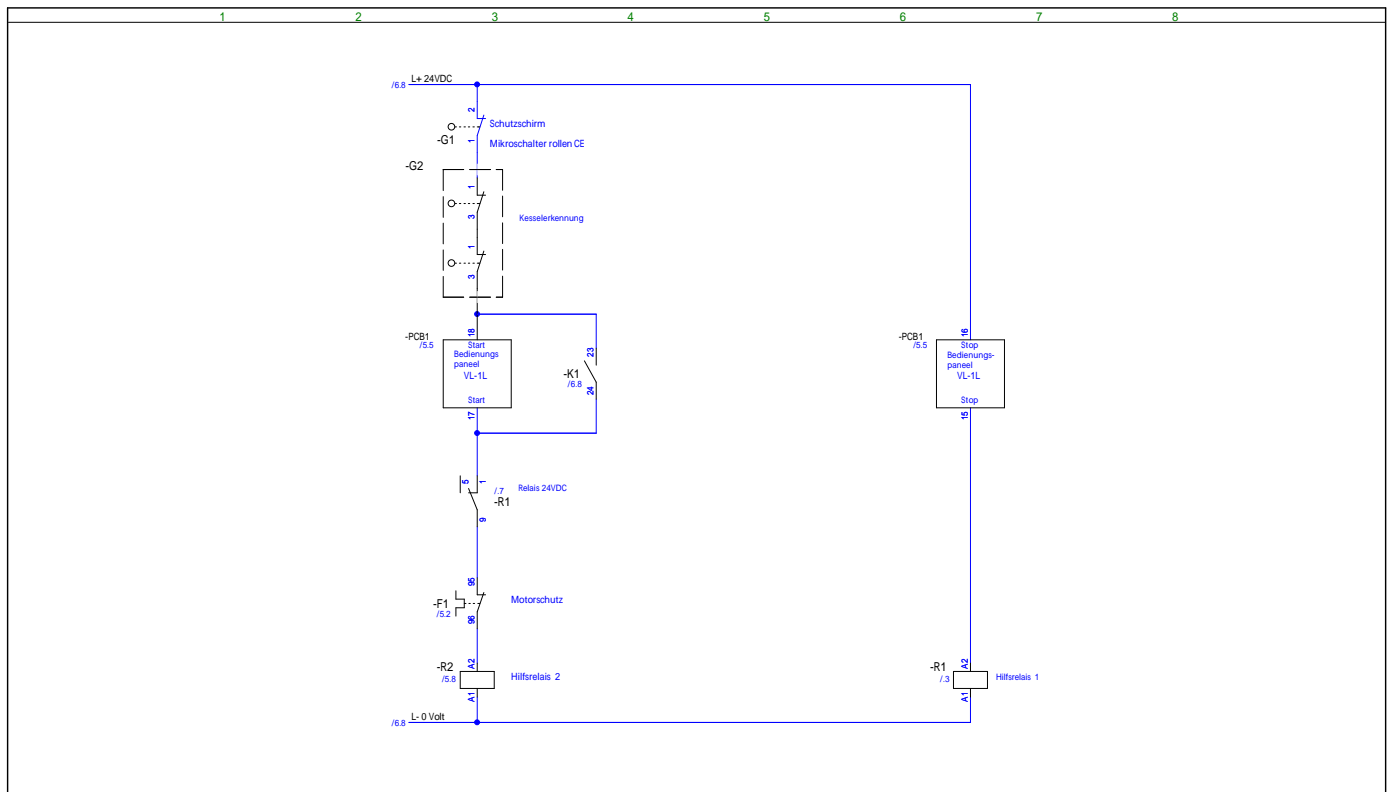 1 2 3 4 5 6 7 8
L+ 24VDC
/6.8
2
Schutzschirm
-G1
1
Mikroschalter rollen CE
-G2
1
3
Kesselerkennung
1
3
-PCB1
/5.5
18
Start
Bedienungs
paneel
VL-1L
Start
17
23
-K1
/6.8
24
-PCB1
/5.5
16
Stop
Bedienungs-
paneel
VL-1L
Stop
15
5
1
/.7
Relais 24VDC
-R1
9
95
-F1
/5.2
Motorschutz
96
-R2
/5.8
A2
Hilfsrelais 2
A1
-R1
/.3
A2
Hilfsrelais 1
A1
L- 0 Volt
/6.8